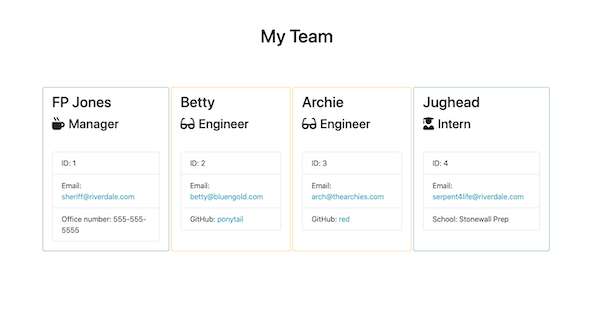 My Team
FP Jones
Manager
ID: 1
Email:
sheriff@riverdale.com
Office number: 555-555-
5555
Betty
Engineer
ID: 2
Email:
betty@bluengold.com
GitHub: ponytail
Archie
Engineer
ID: 3
Email:
arch@thearchies.com
GitHub: red
Jughead
Intern
ID: 4
Email:
serpent4life@riverdale.com
School: Stonewall Prep